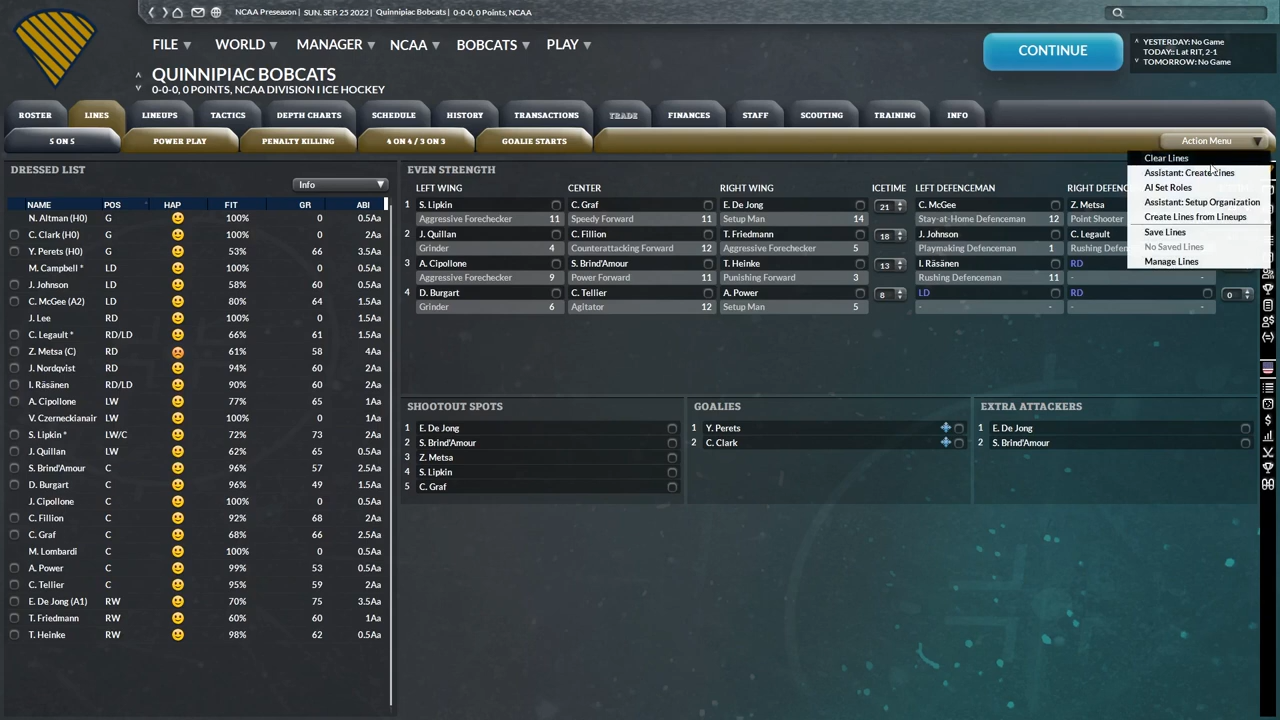 NCAA Preseason | SUN. SEP. 25 2022 | Quinnipiac Bobcats | 0-0-0, 0 Points, NCAA
FILE WORLD MANAGER NCAA BOBCATS PLAY
CONTINUE
YESTERDAY: No Game
TODAY:: L at RIT, 2-1
TOMORROW: No Game
QUINNIPIAC BOBCATS
0-0-0, 0 POINTS, NCAA DIVISION I ICE HOCKEY
ROSTER LINES LINEUPS TACTICS DEPTH CHARTS SCHEDULE HISTORY TRANSACTIONS TRADE FINANCES STAFF SCOUTING TRAINING INFO
5 ON 5 POWER PLAY PENALTY KILLING 4 ON 4 / 3 ON 3 GOALIE STARTS
Action Menu
Clear Lines
Assistant: Create Lines
AI Set Roles
Assistant: Setup Organization
Create Lines from Lineups
Save Lines
No Saved Lines
Manage Lines
DRESSED LIST
Info
NAME POS HAP FIT GR ABI
N. Altman (H0) G 100% 0 0.5Aa
C. Clark (H0) G 100% 0 2Aa
Y. Perets (H0) G 53% 66 3.5Aa
M. Campbell * LD 100% 0 0.5Aa
J. Johnson LD 58% 60 0.5Aa
C. McGee (A2) LD 80% 64 1.5Aa
J. Lee RD 100% 0 1.5Aa
C. Legault * RD/LD 66% 61 1.5Aa
Z. Metsa (C) RD 61% 58 4Aa
J. Nordqvist RD 94% 60 2Aa
I. Räsänen RD/LD 90% 60 2Aa
A. Cipollone LW 77% 65 1Aa
V. Czerneckianair LW 100% 0 1Aa
S. Lipkin * LW/C 72% 73 2Aa
J. Quillan LW 62% 65 0.5Aa
S. Brind'Amour C 96% 57 2.5Aa
D. Burgart C 96% 49 1.5Aa
J. Cipollone C 100% 0 0.5Aa
C. Fillion C 92% 68 2Aa
C. Graf C 68% 66 2.5Aa
M. Lombardi C 100% 0 0.5Aa
A. Power C 99% 53 0.5Aa
C. Tellier C 95% 59 2Aa
E. De Jong (A1) RW 70% 75 3.5Aa
T. Friedmann RW 60% 60 1Aa
T. Heinke RW 98% 62 0.5Aa
EVEN STRENGTH
LEFT WING CENTER RIGHT WING ICETIME LEFT DEFENCEMAN RIGHT DEFENC
1 S. Lipkin C. Graf E. De Jong 21 C. McGee Z. Metsa
Aggressive Forechecker 11 Speedy Forward 11 Setup Man 14 Stay-at-Home Defenceman 12 Point Shooter
2 J. Quillan C. Fillion T. Friedmann 18 J. Johnson C. Legault
Grinder 4 Counterattacking Forward 12 Aggressive Forechecker 5 Playmaking Defenceman 1 Rushing Defen
3 A. Cipollone S. Brind'Amour T. Heinke 13 I. Räsänen RD
Aggressive Forechecker 9 Power Forward 11 Punishing Forward 3 Rushing Defenceman 11 - -
4 D. Burgart C. Tellier A. Power 8 LD RD 0
Grinder 6 Agitator 12 Setup Man 5 - - - -
SHOOTOUT SPOTS
1 E. De Jong
2 S. Brind'Amour
3 Z. Metsa
4 S. Lipkin
5 C. Graf
GOALIES
1 Y. Perets
2 C. Clark
EXTRA ATTACKERS
1 E. De Jong
2 S. Brind'Amour